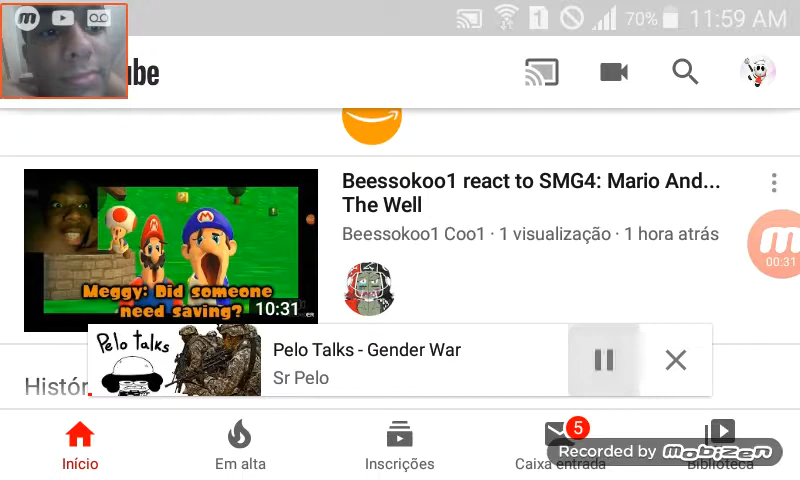 1
70%
11:59 AM
ube
Beessokoo1 react to SMG4: Mario And...
The Well
Beessokoo1 Coo1 · 1 visualização · 1 hora atrás
Meggy: Did someone
need saving?
10:31
00:31
Pelo talks
Pelo Talks - Gender War
Sr Pelo
Histór
5
Início
Em alta
Inscrições
Caixa entrada
Biblioteca
Recorded by Mobizen